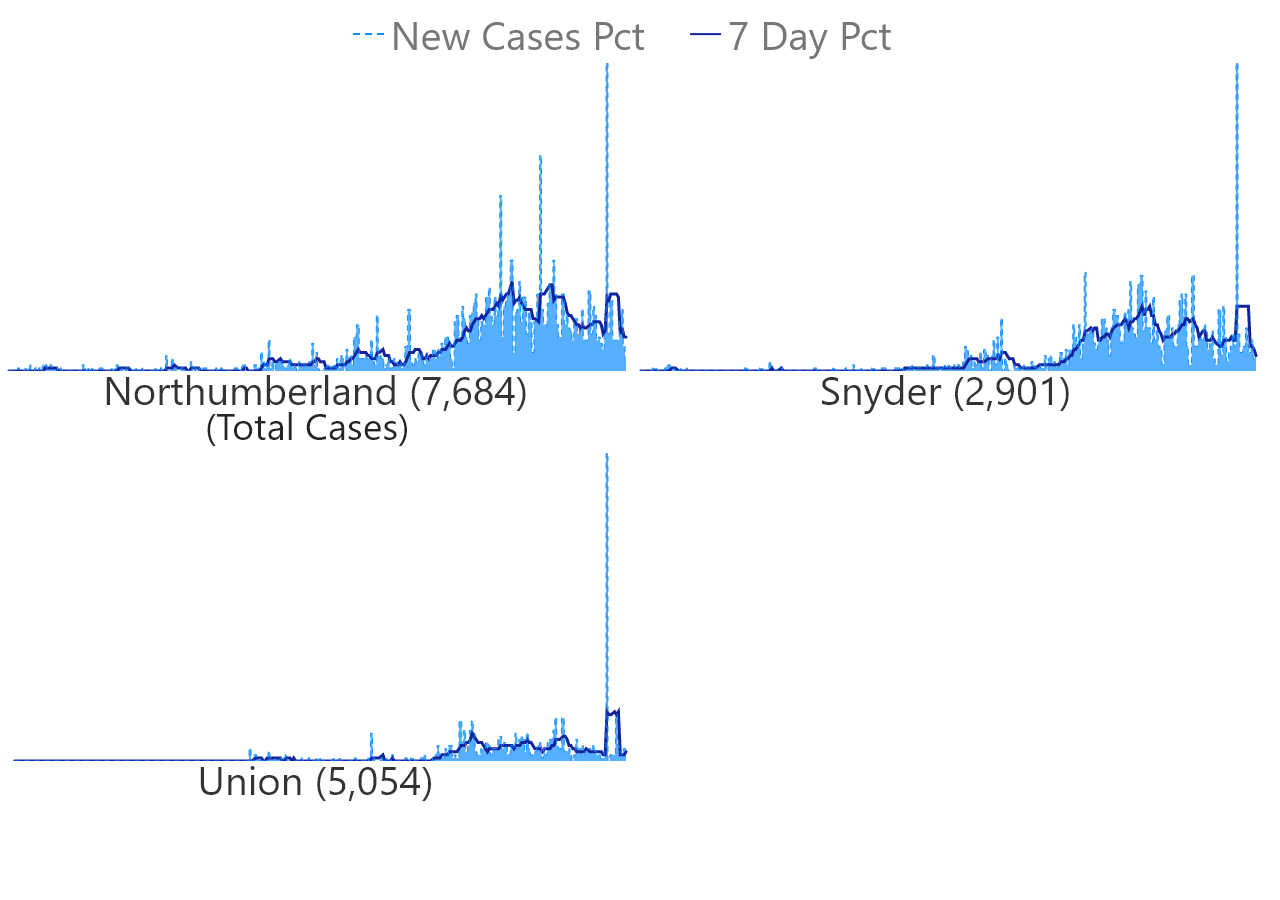 New Cases Pct 7 Day Pct
Northumberland (7,684)
(Total Cases)
Snyder (2,901)
Union (5,054)